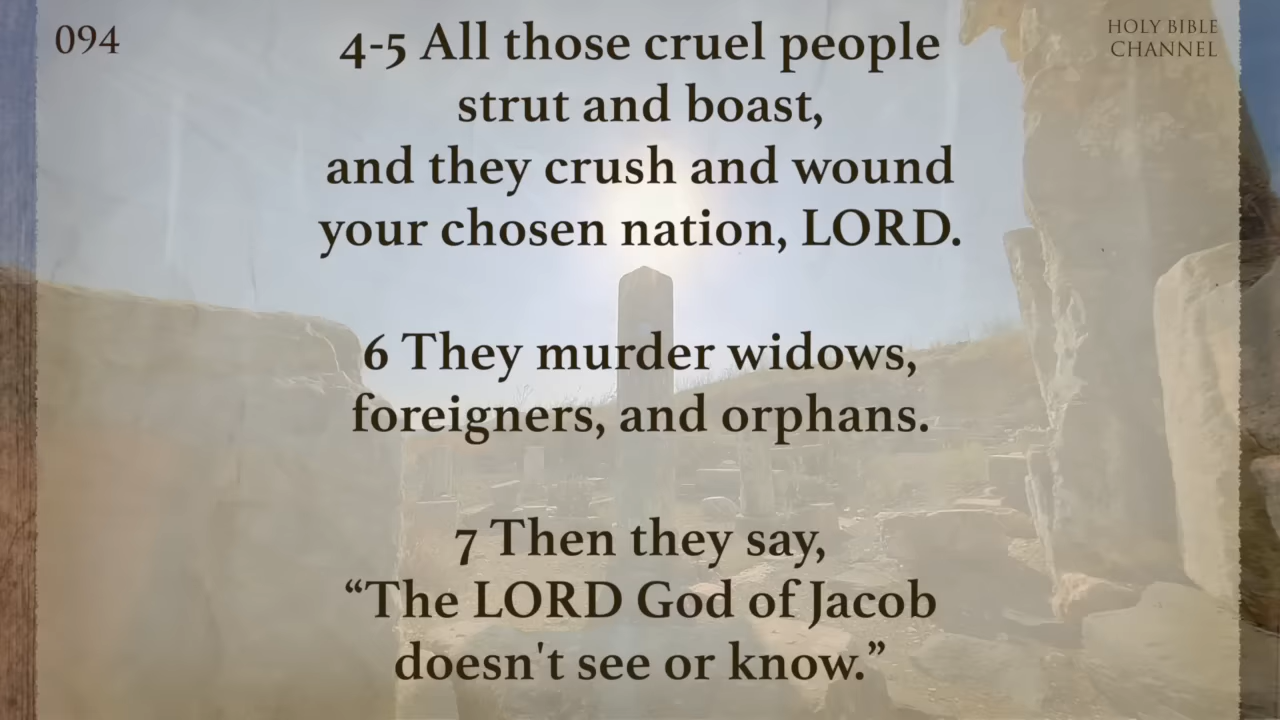 094
HOLY BIBLE
CHANNEL
4-5 All those cruel people
strut and boast,
and they crush and wound
your chosen nation, LORD.
6 They murder widows,
foreigners, and orphans.
7 Then they say,
“The LORD God of Jacob
doesn't see or know.”